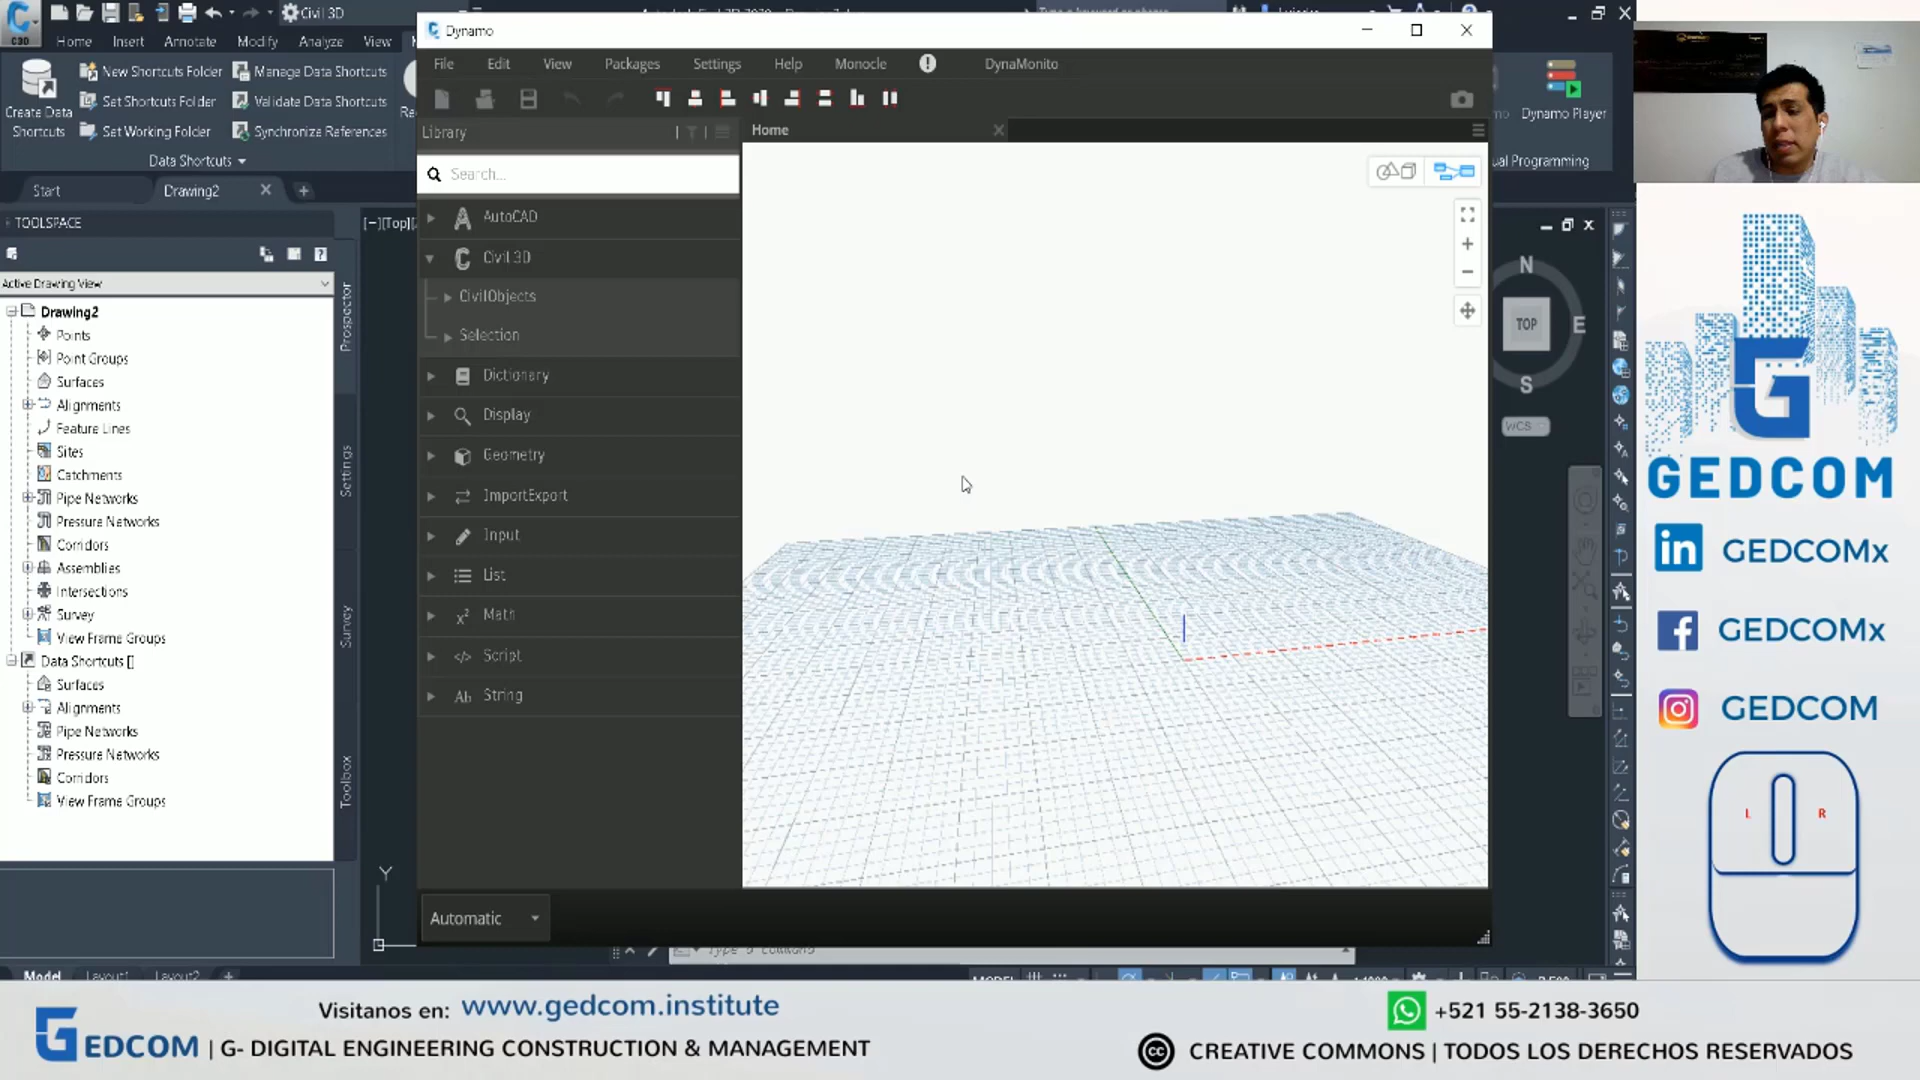 Civil 3D
Home Insert Annotate Modify Analyze View
New Shortcuts Folder
Set Shortcuts Folder
Set Working Folder
Create Data
Shortcuts
Manage Data Shortcuts
Validate Data Shortcuts
Synchronize References
Data Shortcuts
Dynamo Player
Start
Drawing2
TOOLSPACE
Active Drawing View
Drawing2
Points
Point Groups
Surfaces
Alignments
Feature Lines
Sites
Catchments
Pipe Networks
Pressure Networks
Corridors
Assemblies
Intersections
Survey
View Frame Groups
Data Shortcuts []
Surfaces
Alignments
Pipe Networks
Pressure Networks
Corridors
View Frame Groups
Prospector
Settings
Survey
Toolbox
[−][Top]
Y
Dynamo
File Edit View Packages Settings Help Monocle DynaMonito
Library
Search...
AutoCAD
Civil 3D
CivilObjects
Selection
Dictionary
Display
Geometry
ImportExport
Input
List
Math
Script
String
Home
Automatic
Type a command
N
TOP
E
S
WCS
Model Layout1 Layout2 +
MODEL
GEDCOM
GEDCOMx
GEDCOMx
GEDCOM
L R
Visitanos en: www.gedcom.institute
GEDCOM | G- DIGITAL ENGINEERING CONSTRUCTION & MANAGEMENT
+521 55-2138-3650
CREATIVE COMMONS | TODOS LOS DERECHOS RESERVADOS